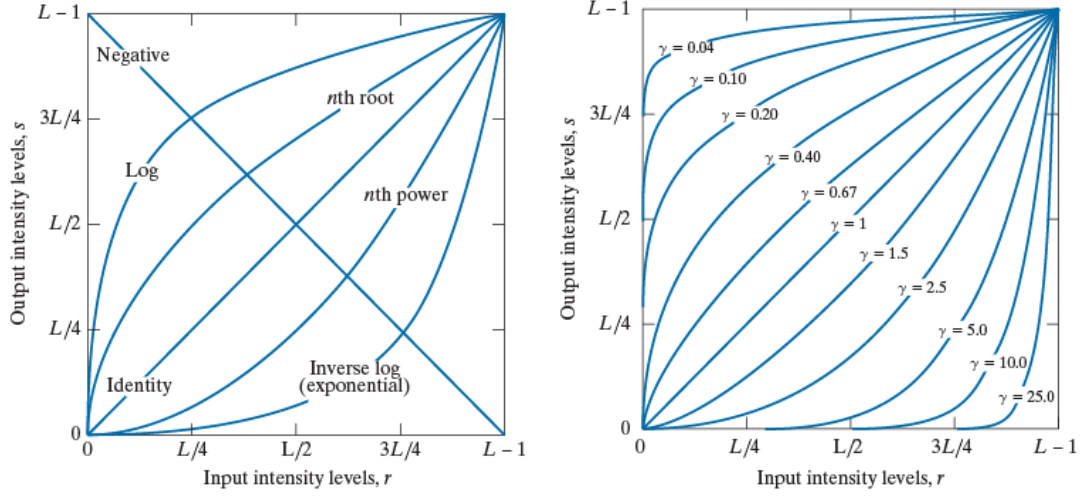 L – 1
Negative
nth root
3L/4
Log
nth power
L/2
L/4
Inverse log
(exponential)
Identity
0
0 L/4 L/2 3L/4 L – 1
Input intensity levels, r
Output intensity levels, s
L – 1
γ = 0.04
γ = 0.10
3L/4
γ = 0.20
γ = 0.40
γ = 0.67
L/2
γ = 1
γ = 1.5
γ = 2.5
L/4
γ = 5.0
γ = 10.0
γ = 25.0
0
0 L/4 L/2 3L/4 L – 1
Input intensity levels, r
Output intensity levels, s